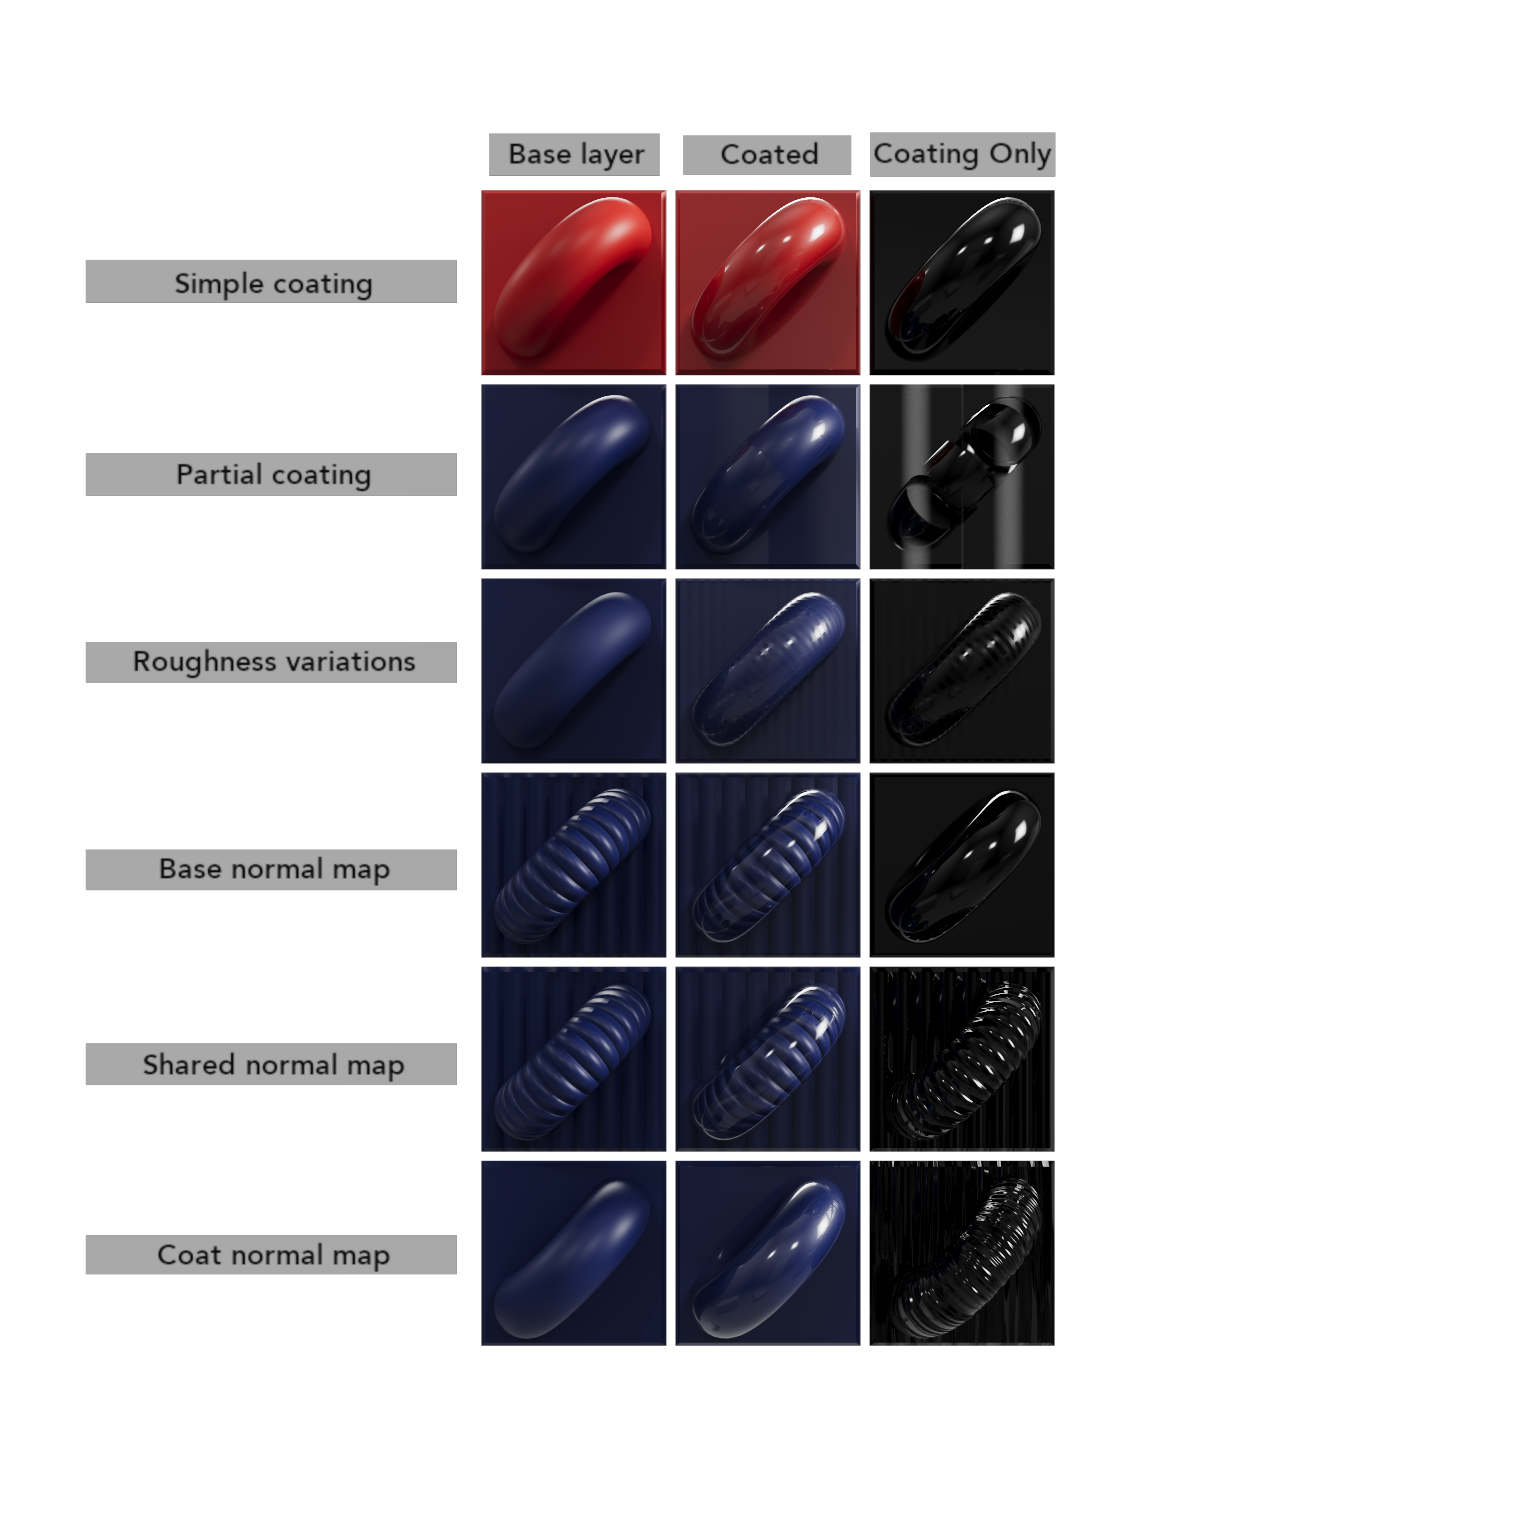 Base layer
Coated
Coating Only
Simple coating
Partial coating
Roughness variations
Base normal map
Shared normal map
Coat normal map